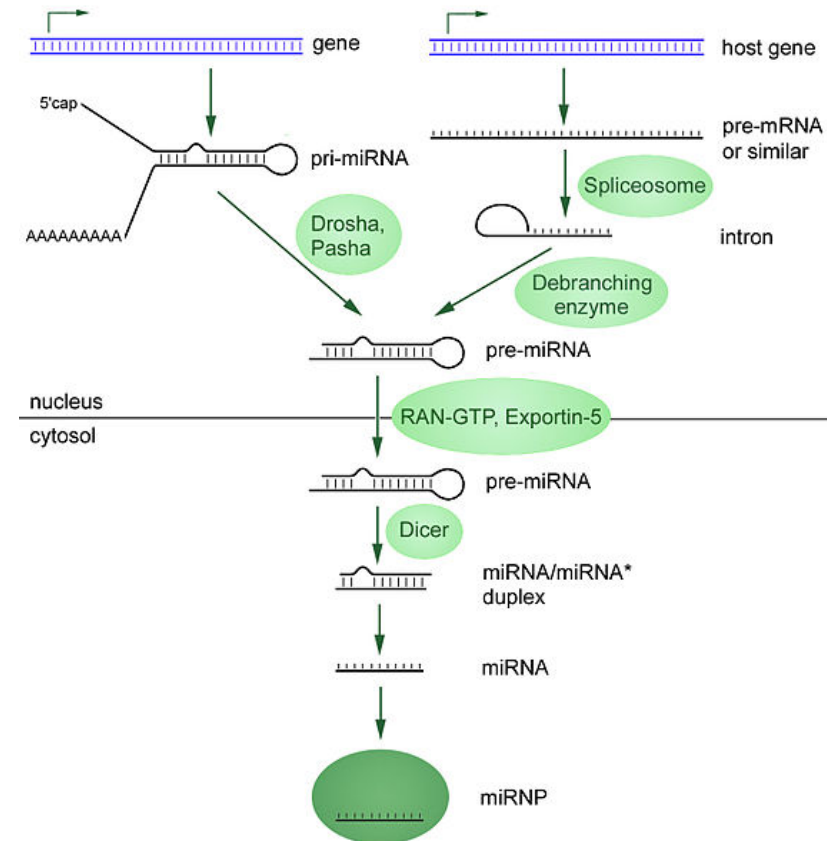 gene
host gene
5'cap
pre-mRNA
or similar
pri-miRNA
Spliceosome
AAAAAAAAA
Drosha,
Pasha
intron
Debranching
enzyme
pre-miRNA
nucleus
RAN-GTP, Exportin-5
cytosol
pre-miRNA
Dicer
miRNA/miRNA*
duplex
miRNA
miRNP